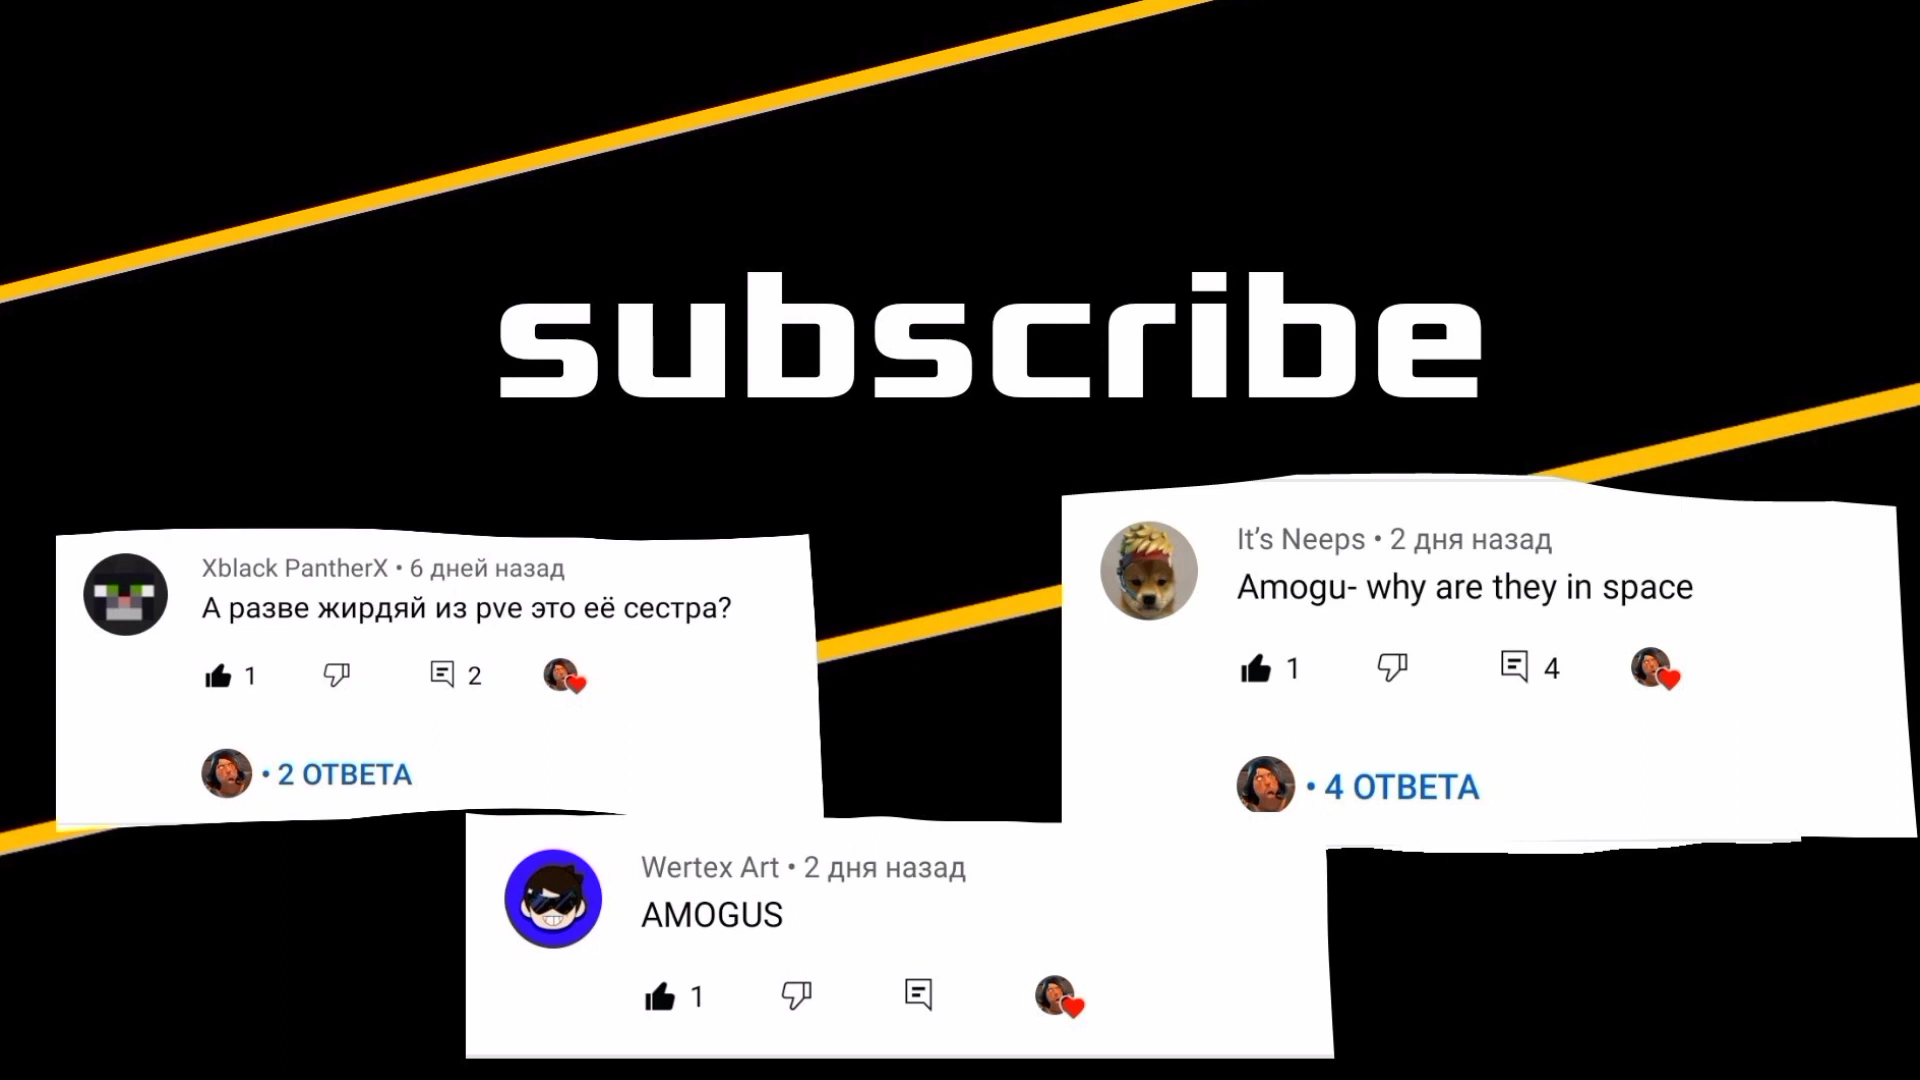 subscribe
Xblack PantherX • 6 дней назад
А разве жирдяй из pve это её сестра?
1
2
• 2 ОТВЕТА
It’s Neeps • 2 дня назад
Amogu- why are they in space
1
4
• 4 ОТВЕТА
Wertex Art • 2 дня назад
AMOGUS
1